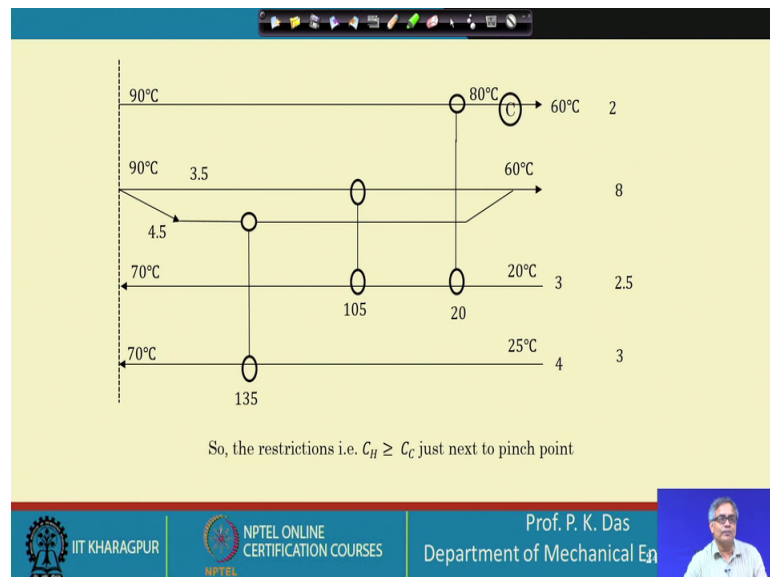 90°C 80°C C 60°C 2
90°C 3.5 60°C 8
4.5
70°C 20°C 3 2.5
105 20
70°C 25°C 4 3
135
So, the restrictions i.e. C_H ≥ C_C just next to pinch point
IIT KHARAGPUR
NPTEL
NPTEL ONLINE
CERTIFICATION COURSES
Prof. P. K. Das
Department of Mechanical En